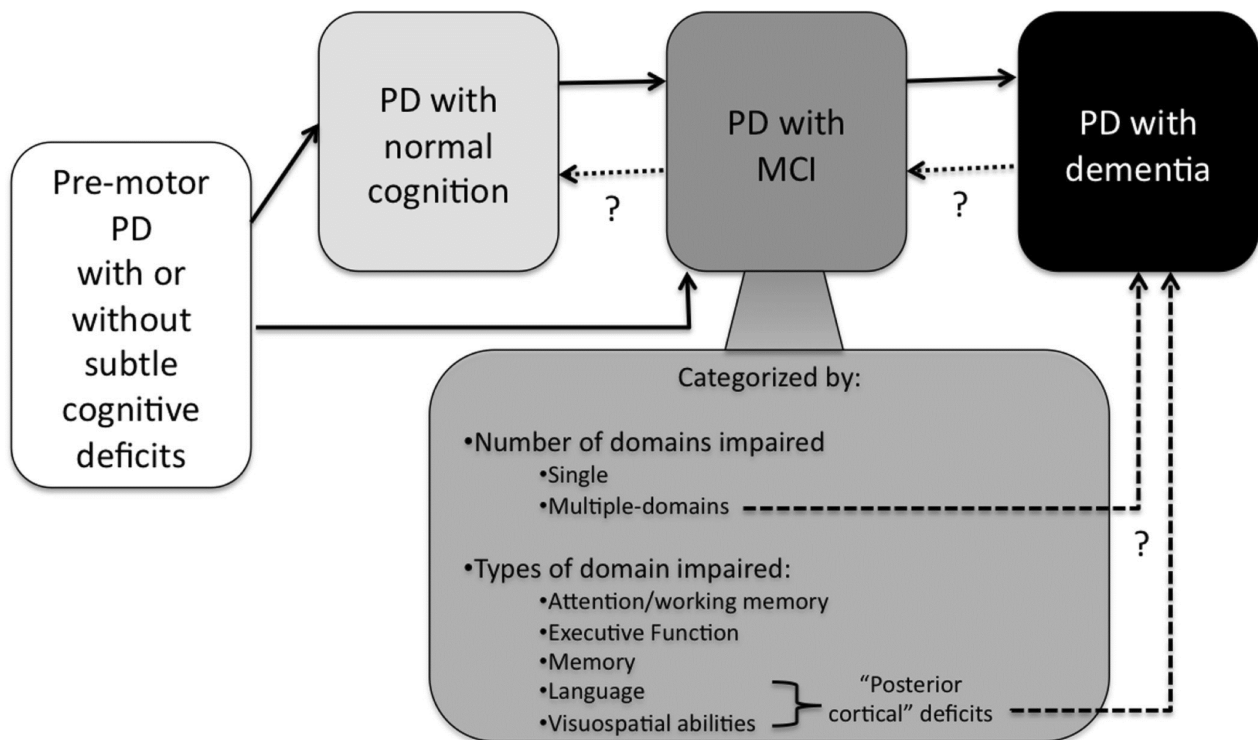 Pre-motor
PD
with or
without
subtle
cognitive
deficits
PD with
normal
cognition
PD with
MCI
PD with
dementia
?
?
Categorized by:
•Number of domains impaired
•Single
•Multiple-domains
?
•Types of domain impaired:
•Attention/working memory
•Executive Function
•Memory
•Language
•Visuospatial abilities
“Posterior
cortical” deficits